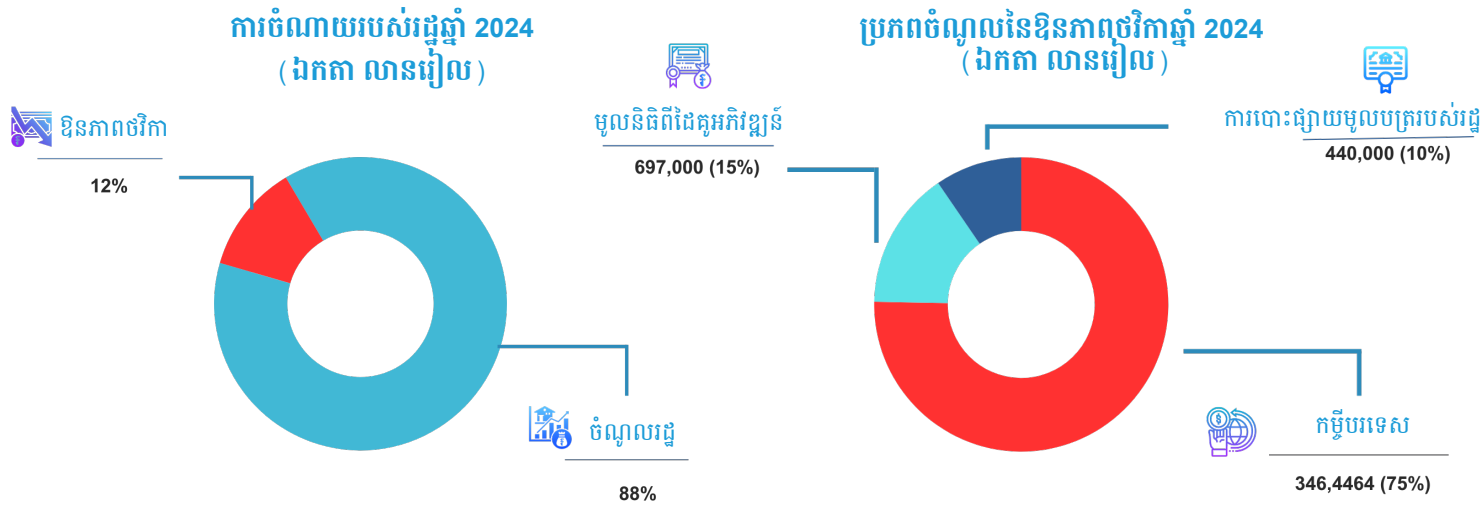 ការចំណាយរបស់រដ្ឋឆ្នាំ 2024
(ឯកតា លានរៀល)
ឱនភាពថវិកា
12%
ចំណូលរដ្ឋ
88%
ប្រភពចំណូលនៃឱនភាពថវិកាឆ្នាំ 2024
(ឯកតា លានរៀល)
មូលនិធិពីដៃគូអភិវឌ្ឍន៍
697,000 (15%)
ការបោះផ្សាយមូលបត្ររបស់រដ្ឋ
440,000 (10%)
កម្ចីបរទេស
346,4464 (75%)